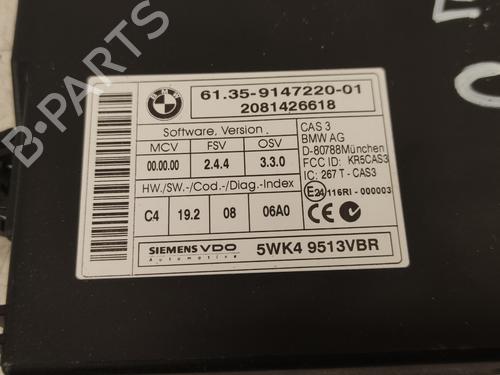 E
C
BMW
61.35-9147220-01
2081426618
Software, Version.
MCV FSV OSV
00.00.00 2.4.4 3.3.0
HW./SW.-/Cod.-/Diag.-Index
C4 19.2 08 06A0
CAS 3
BMW AG
D-80788München
FCC ID: KR5CAS3
IC: 267 T - CAS3
E24 116RI - 000003
CE
SIEMENS VDO
Automotive
5WK4 9513VBR
B-PARTS